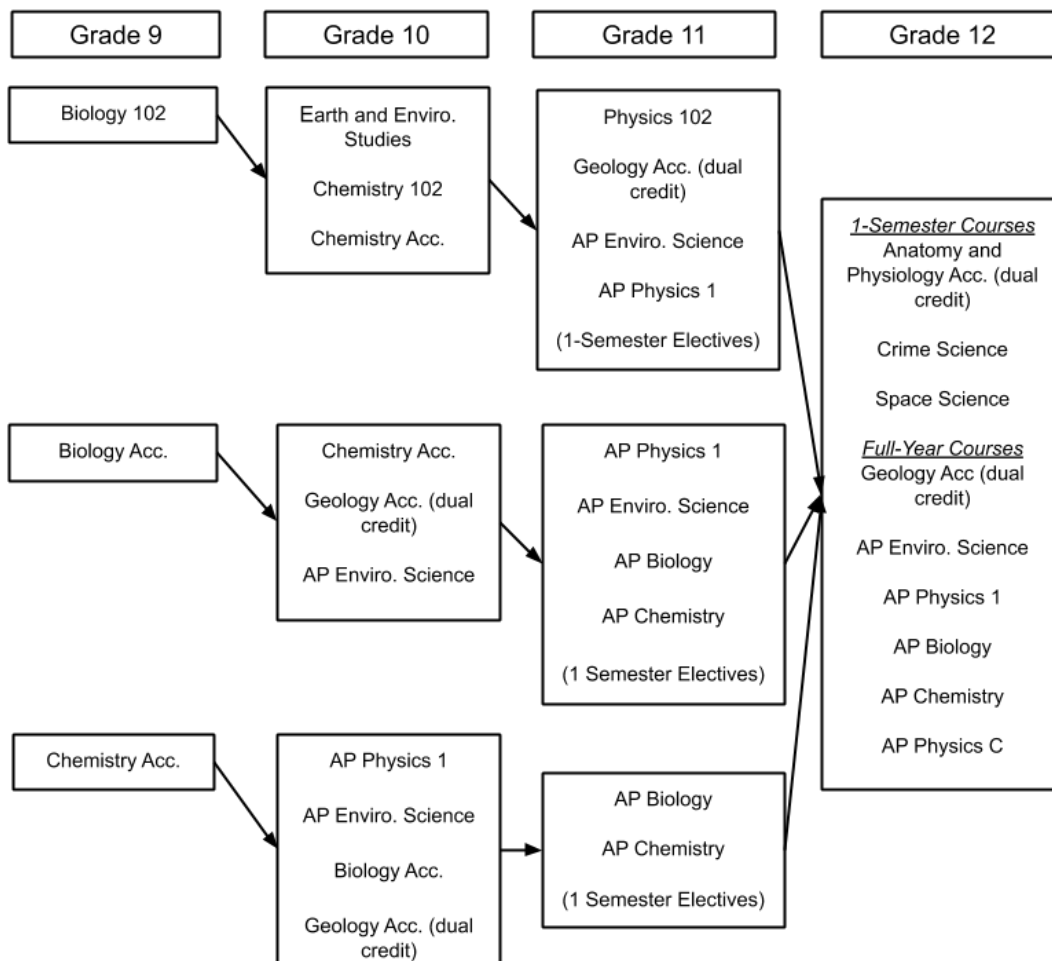 Grade 9
Grade 10
Grade 11
Grade 12
Biology 102
Earth and Enviro.
Studies
Chemistry 102
Chemistry Acc.
Physics 102
Geology Acc. (dual
credit)
AP Enviro. Science
AP Physics 1
(1-Semester Electives)
Biology Acc.
Chemistry Acc.
Geology Acc. (dual
credit)
AP Enviro. Science
AP Physics 1
AP Enviro. Science
AP Biology
AP Chemistry
(1 Semester Electives)
Chemistry Acc.
AP Physics 1
AP Enviro. Science
Biology Acc.
Geology Acc. (dual
credit)
AP Biology
AP Chemistry
(1 Semester Electives)
1-Semester Courses
Anatomy and
Physiology Acc. (dual
credit)
Crime Science
Space Science
Full-Year Courses
Geology Acc (dual
credit)
AP Enviro. Science
AP Physics 1
AP Biology
AP Chemistry
AP Physics C